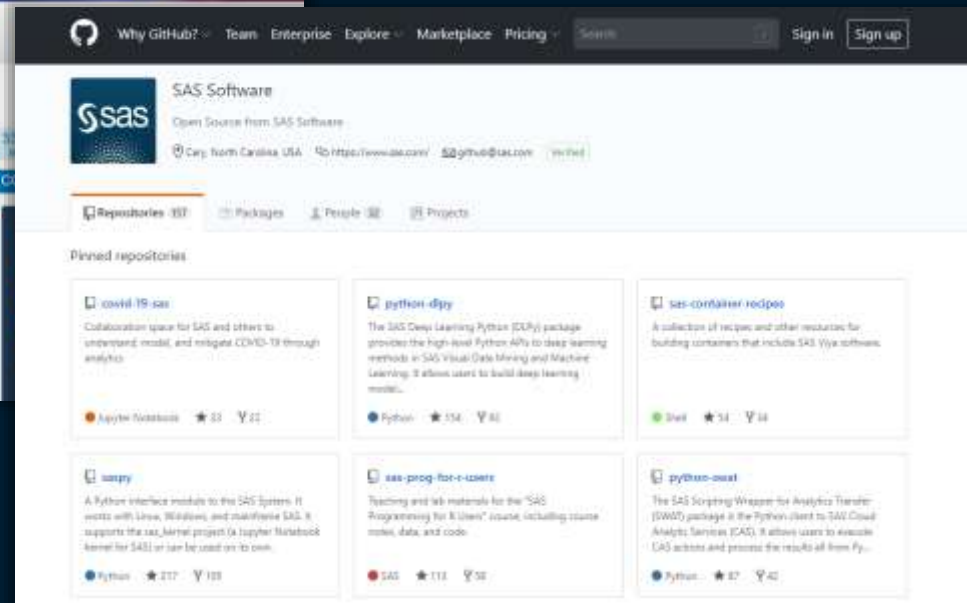 Why GitHub? Team Enterprise Explore Marketplace Pricing Search Sign in Sign up
sas
SAS Software
Open Source from SAS Software
Cary, North Carolina, USA https://www.sas.com/ github@sas.com Verified
Repositories 157 Packages People Projects
Pinned repositories
covid-19-sas
Collaboration space for SAS and others to
understand, model, and mitigate COVID-19 through
analytics
Jupyter Notebook
python-dlpy
The SAS Deep Learning Python (DLPy) package
provides the high-level Python APIs to deep learning
methods in SAS Visual Data Mining and Machine
Learning. It allows users to build deep learning
model...
Python 154
sas-container-recipes
A collection of recipes and other resources for
building containers that include SAS Viya software.
Shell
saspy
A Python interface module to the SAS System. It
works with Linux, Windows, and mainframe SAS. It
supports the sas_kernel project (a Jupyter Notebook
kernel for SAS) or can be used on its own.
Python 217
sas-prog-for-r-users
Teaching and lab materials for the "SAS
Programming for R Users" course, including course
notes, data, and code.
SAS
python-swat
The SAS Scripting Wrapper for Analytics Transfer
(SWAT) package is the Python client to SAS Cloud
Analytic Services (CAS). It allows users to execute
CAS actions and process the results all from Py...
Python 87 42